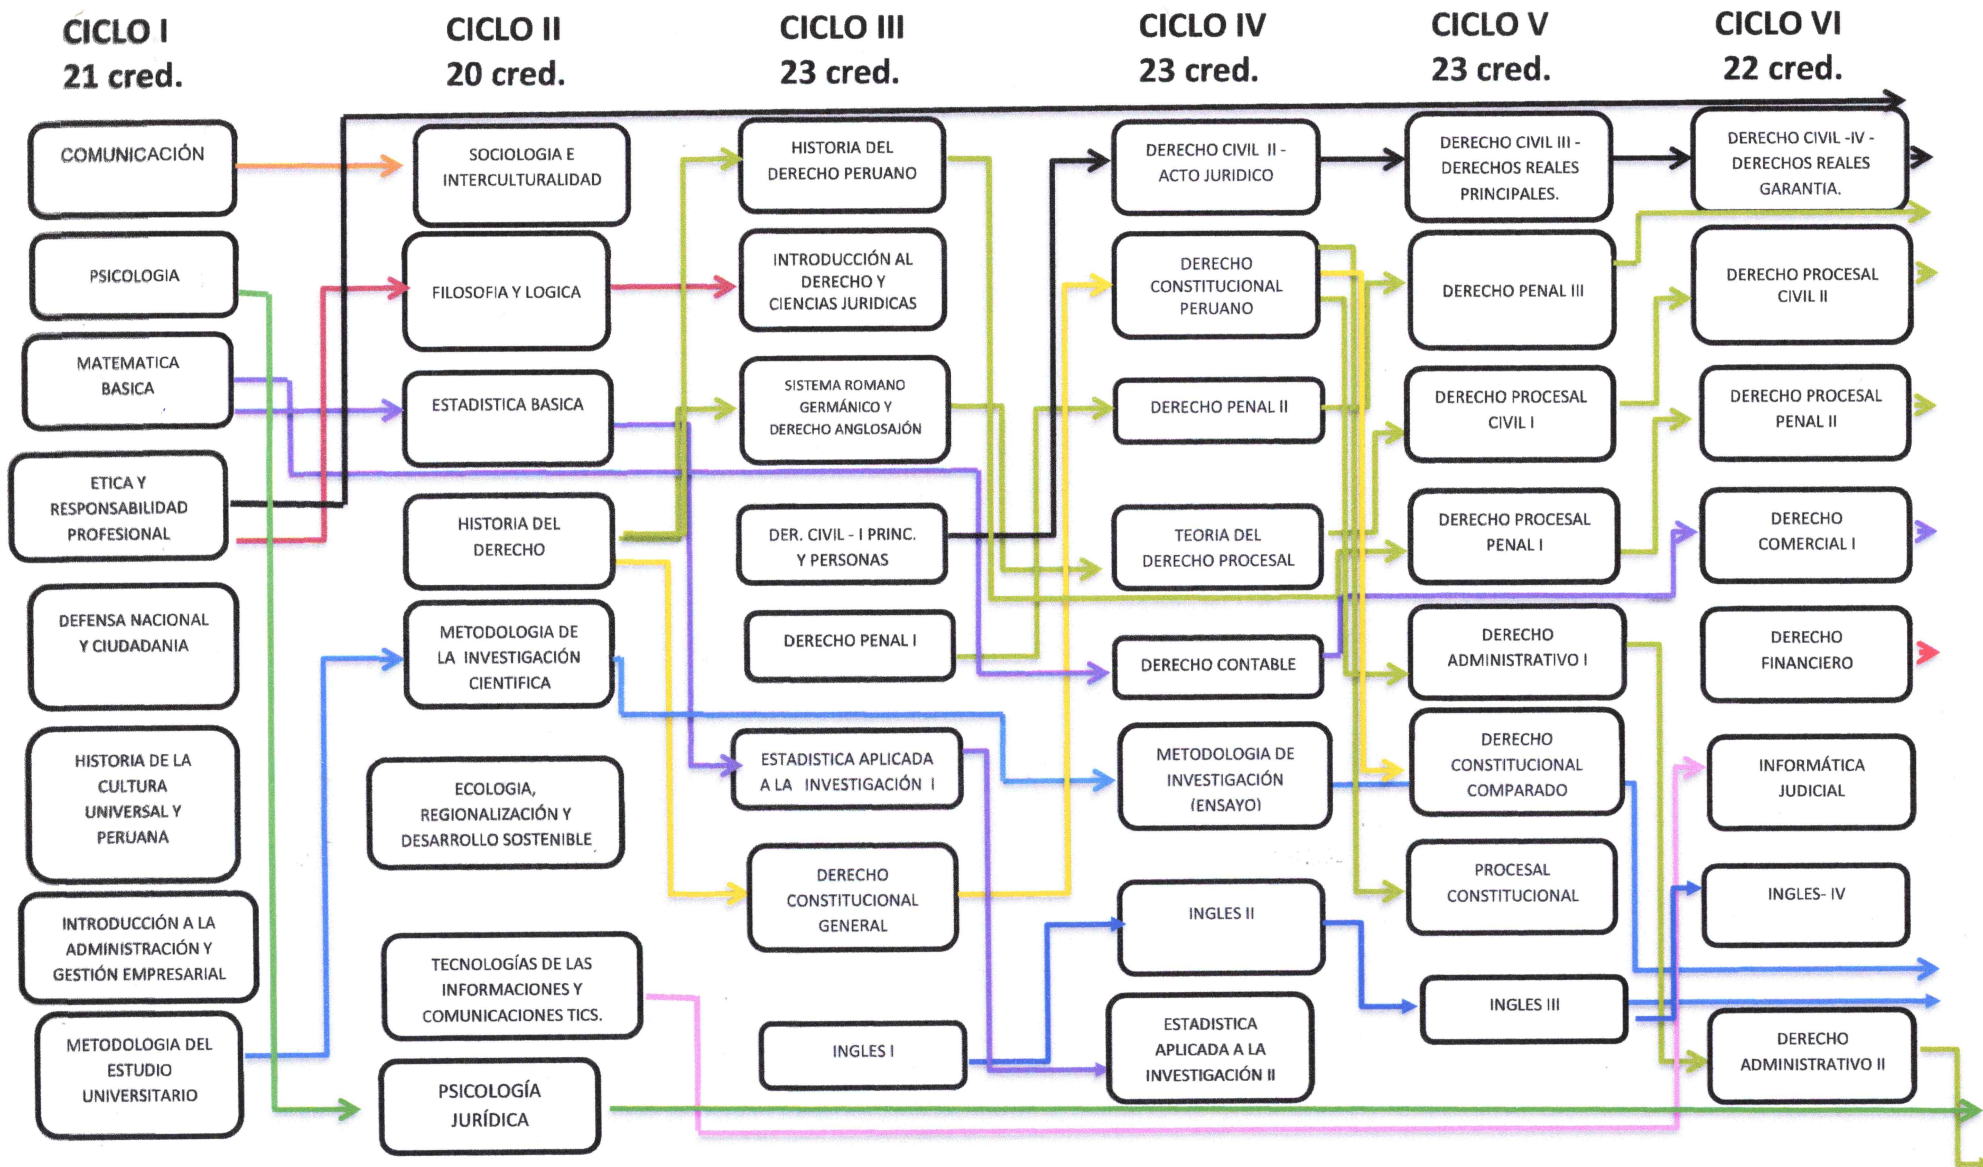 CICLO I
21 cred.
COMUNICACIÓN
PSICOLOGIA
MATEMATICA
BASICA
ETICA Y
RESPONSABILIDAD
PROFESIONAL
DEFENSA NACIONAL
Y CIUDADANIA
HISTORIA DE LA
CULTURA
UNIVERSAL Y
PERUANA
INTRODUCCIÓN A LA
ADMINISTRACIÓN Y
GESTIÓN EMPRESARIAL
METODOLOGIA DEL
ESTUDIO
UNIVERSITARIO
CICLO II
20 cred.
SOCIOLOGIA E
INTERCULTURALIDAD
FILOSOFIA Y LOGICA
ESTADISTICA BASICA
HISTORIA DEL
DERECHO
METODOLOGIA DE
LA INVESTIGACIÓN
CIENTIFICA
ECOLOGIA,
REGIONALIZACIÓN Y
DESARROLLO SOSTENIBLE
TECNOLOGÍAS DE LAS
INFORMACIONES Y
COMUNICACIONES TICS.
PSICOLOGÍA
JURÍDICA
CICLO III
23 cred.
HISTORIA DEL
DERECHO PERUANO
INTRODUCCIÓN AL
DERECHO Y
CIENCIAS JURIDICAS
SISTEMA ROMANO
GERMÁNICO Y
DERECHO ANGLOSAJÓN
DER. CIVIL - I PRINC.
Y PERSONAS
DERECHO PENAL I
ESTADISTICA APLICADA
A LA INVESTIGACIÓN I
DERECHO
CONSTITUCIONAL
GENERAL
INGLES I
CICLO IV
23 cred.
DERECHO CIVIL II -
ACTO JURIDICO
DERECHO
CONSTITUCIONAL
PERUANO
DERECHO PENAL II
TEORIA DEL
DERECHO PROCESAL
DERECHO CONTABLE
METODOLOGIA DE
INVESTIGACIÓN
(ENSAYO)
INGLES II
ESTADISTICA
APLICADA A LA
INVESTIGACIÓN II
CICLO V
23 cred.
DERECHO CIVIL III -
DERECHOS REALES
PRINCIPALES.
DERECHO PENAL III
DERECHO PROCESAL
CIVIL I
DERECHO PROCESAL
PENAL I
DERECHO
ADMINISTRATIVO I
DERECHO
CONSTITUCIONAL
COMPARADO
PROCESAL
CONSTITUCIONAL
INGLES III
CICLO VI
22 cred.
DERECHO CIVIL -IV -
DERECHOS REALES
GARANTIA.
DERECHO PROCESAL
CIVIL II
DERECHO PROCESAL
PENAL II
DERECHO
COMERCIAL I
DERECHO
FINANCIERO
INFORMÁTICA
JUDICIAL
INGLES- IV
DERECHO
ADMINISTRATIVO II